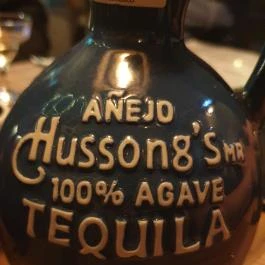 AÑEJO
Hussong's MR
100% AGAVE
TEQUILA